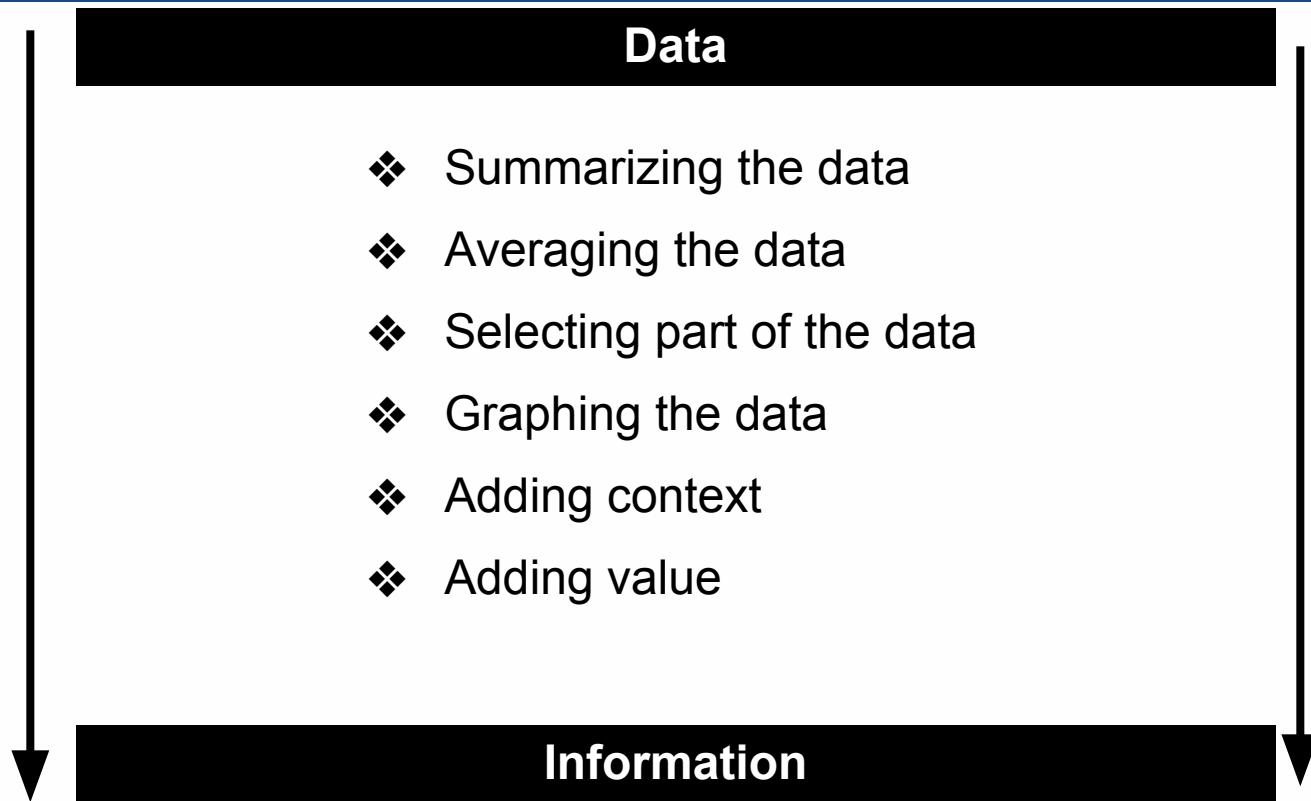 Data
❖ Summarizing the data
❖ Averaging the data
❖ Selecting part of the data
❖ Graphing the data
❖ Adding context
❖ Adding value
Information